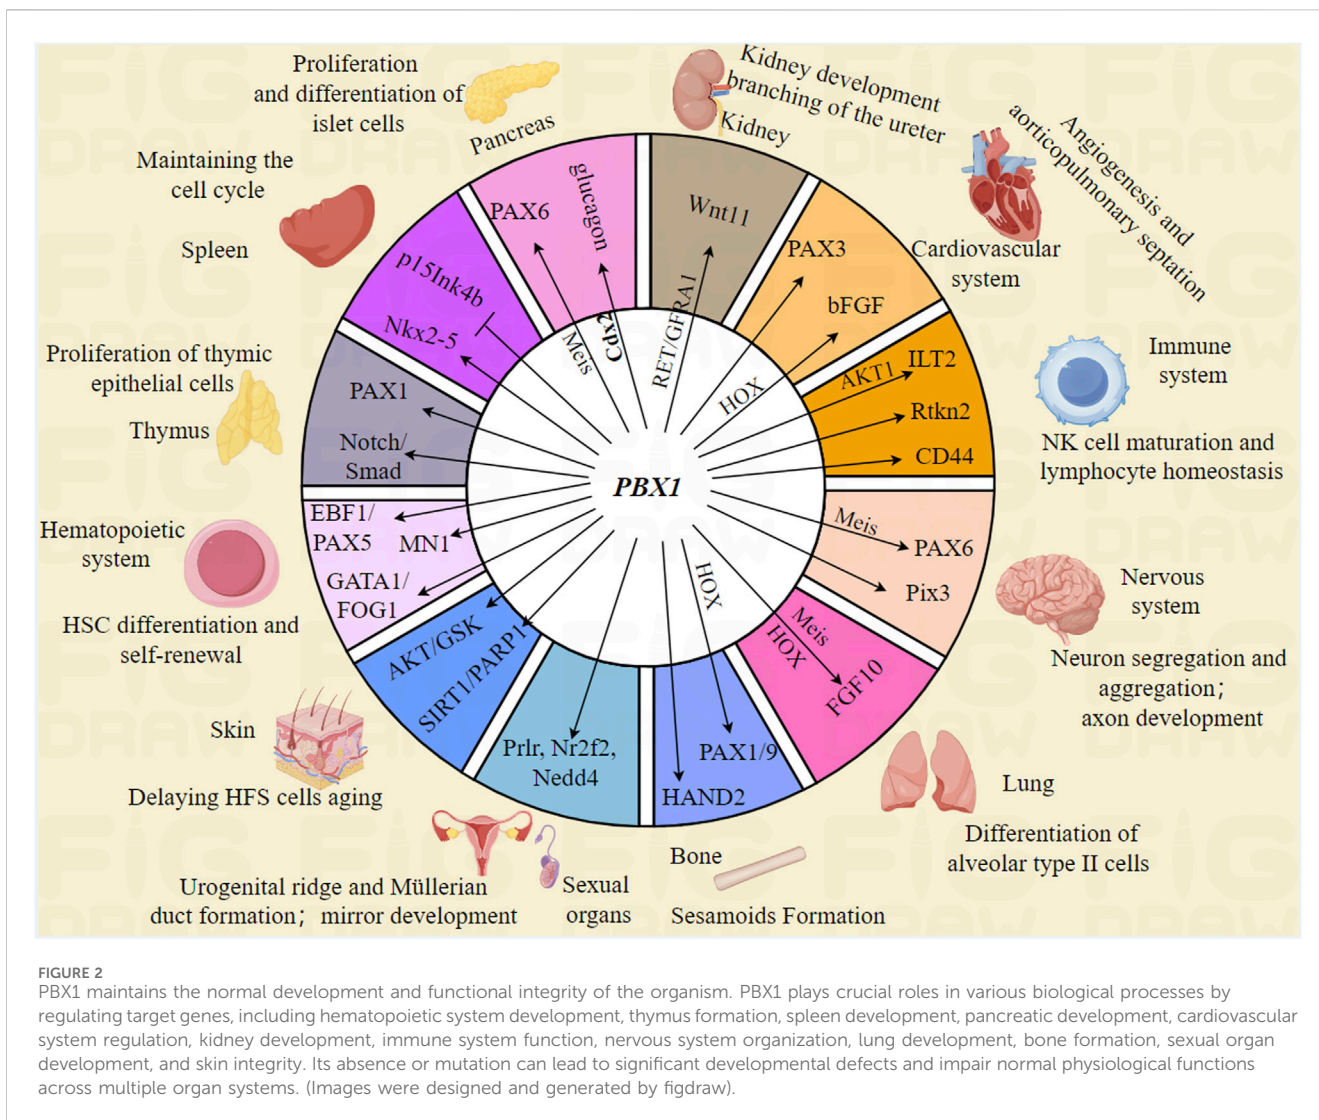 Proliferation
and differentiation of
islet cells
Pancreas
Kidney development
branching of the ureter
Kidney
Angiogenesis and
aorticopulmonary septation
Cardiovascular
system
Maintaining the
cell cycle
Spleen
Proliferation of thymic
epithelial cells
Thymus
Hematopoietic
system
HSC differentiation and
self-renewal
Skin
Delaying HFS cells aging
Urogenital ridge and Müllerian
duct formation; mirror development
Sexual
organs
Bone
Sesamoids Formation
Lung
Differentiation of
alveolar type II cells
Nervous
system
Neuron segregation and
aggregation;
axon development
Immune
system
NK cell maturation and
lymphocyte homeostasis
PAX6
glucagon
Meis
Cdx2
Wnt11
RET/GFRA1
PAX3
bFGF
HOX
ILT2
AKT1
Rtkn2
CD44
Meis
PAX6
Pix3
Meis
HOX
FGF10
HOX
PAX1/9
HAND2
Prlr, Nr2f2,
Nedd4
AKT/GSK
SIRT1/PARP1
EBF1/
PAX5
MN1
GATA1/
FOG1
PAX1
Notch/
Smad
p15Ink4b
Nkx2-5
PBX1
FIG
DRAW
FIGURE 2
PBX1 maintains the normal development and functional integrity of the organism. PBX1 plays crucial roles in various biological processes by
regulating target genes, including hematopoietic system development, thymus formation, spleen development, pancreatic development, cardiovascular
system regulation, kidney development, immune system function, nervous system organization, lung development, bone formation, sexual organ
development, and skin integrity. Its absence or mutation can lead to significant developmental defects and impair normal physiological functions
across multiple organ systems. (Images were designed and generated by figdraw).